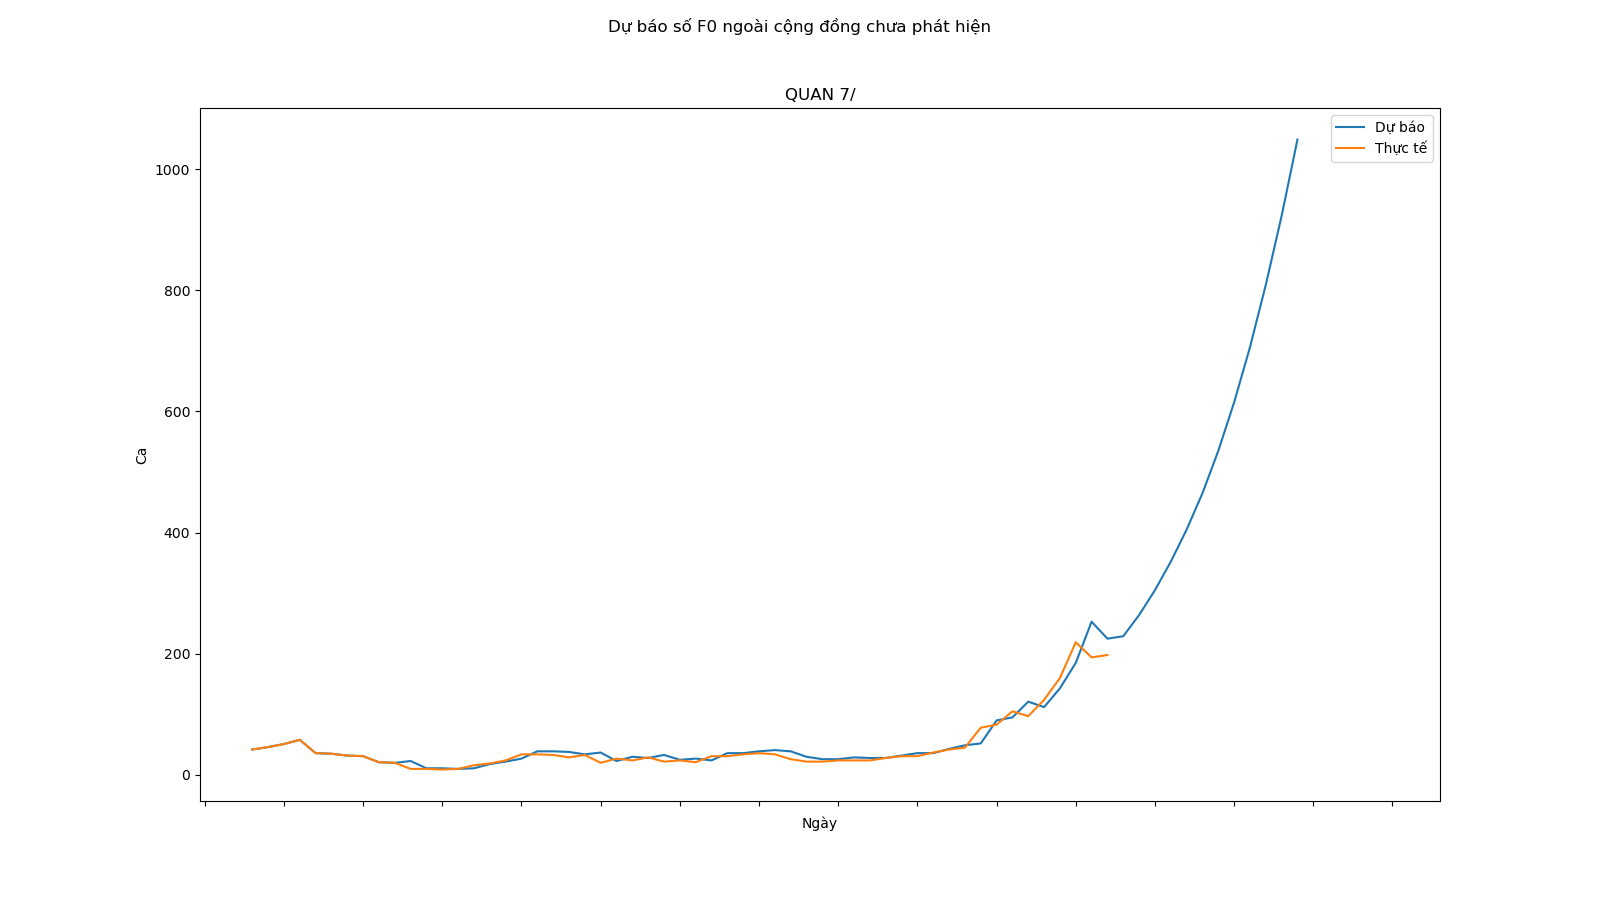 Dự báo số F0 ngoài cộng đồng chưa phát hiện
QUAN 7/
Dự báo
Thực tế
1000
800
600
400
200
0
Ca
Ngày